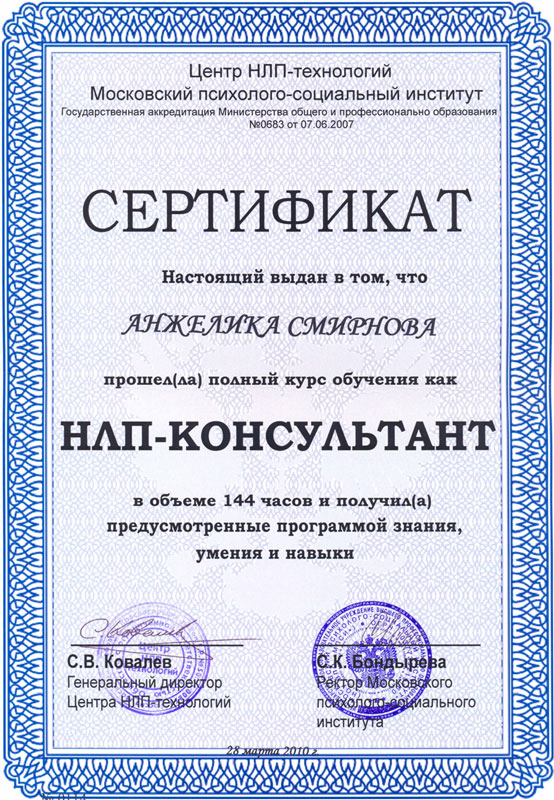 Центр НЛП-технологий
Московский психолого-социальный институт
Государственная аккредитация Министерства общего и профессионально образования
№0683 от 07.06.2007
СЕРТИФИКАТ
Настоящий выдан в том, что
АНЖЕЛИКА СМИРНОВА
прошел(ла) полный курс обучения как
НЛП-КОНСУЛЬТАНТ
в объеме 144 часов и получил(а)
предусмотренные программой знания,
умения и навыки
С.В. Ковалев
Генеральный директор
Центра НЛП-технологий
С.К. Бондырева
Ректор Московского
психолого-социального
института
28 марта 2010 г.